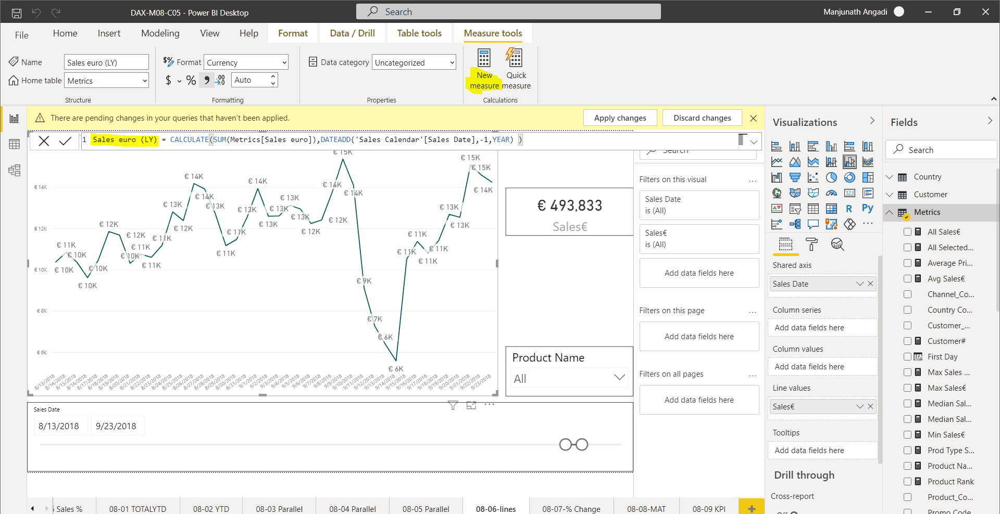 DAX-M08-C05 - Power BI Desktop
Search
Manjunath Angadi
File
Home
Insert
Modeling
View
Help
Format
Data / Drill
Table tools
Measure tools
Name
Sales euro (LY)
Home table
Metrics
Structure
Format
Currency
$ % 9 .00
Auto
Formatting
Data category
Uncategorized
Properties
New measure
Quick measure
Calculations
There are pending changes in your queries that haven't been applied.
Apply changes
Discard changes
1 Sales euro (LY) = CALCULATE(SUM(Metrics[Sales euro]),DATEADD('Sales Calendar'[Sales Date],-1,YEAR) )
€ 14K
€ 12K
€ 10K
€ 8K
€ 6K
€ 10K
€ 11K
€ 10K
€ 10K
€ 10K
€ 12K
€ 12K
€ 10K
€ 11K
€ 11K
€ 11K
€ 13K
€ 12K
€ 14K
€ 14K
€ 13K
€ 11K
€ 11K
€ 13K
€ 14K
€ 13K
€ 13K
€ 13K
€ 13K
€ 12K
€ 12K
€ 14K
€ 15K
€ 14K
€ 9K
€ 7K
€ 6K
€ 6K
€ 11K
€ 11K
€ 11K
€ 11K
€ 13K
€ 13K
€ 15K
€ 15K
€ 14K
8/13/2018
8/14/2018
8/15/2018
8/16/2018
8/17/2018
8/18/2018
8/19/2018
8/20/2018
8/21/2018
8/22/2018
8/23/2018
8/24/2018
8/25/2018
8/26/2018
8/27/2018
8/28/2018
8/29/2018
8/30/2018
8/31/2018
9/1/2018
9/2/2018
9/3/2018
9/4/2018
9/5/2018
9/6/2018
9/7/2018
9/8/2018
9/9/2018
9/10/2018
9/11/2018
9/12/2018
9/13/2018
9/14/2018
9/15/2018
9/16/2018
9/17/2018
9/18/2018
9/19/2018
9/20/2018
9/21/2018
9/22/2018
9/23/2018
€ 493,833
Sales€
Product Name
All
Sales Date
8/13/2018
9/23/2018
Search
Filters on this visual
...
Sales Date
is (All)
Sales€
is (All)
Add data fields here
Filters on this page
...
Add data fields here
Filters on all pages
...
Add data fields here
Visualizations
123
R
Py
...
Shared axis
Sales Date
Column series
Add data fields here
Column values
Add data fields here
Line values
Sales€
Tooltips
Add data fields here
Drill through
Cross-report
Off
Fields
Search
Country
Customer
Metrics
All Sales€
All Selected...
Average Pri...
Avg Sales€
Channel_Co...
Country Co...
Customer_...
Customer#
First Day
Max Sales ...
Max Sales€
Median Sal...
Median Sal...
Min Sales€
Prod Type S...
Product Na...
Product Rank
Product_Co...
Promo Code
Sales %
08-01 TOTALYTD
08-02 YTD
08-03 Parallel
08-04 Parallel
08-05 Parallel
08-06-lines
08-07-% Change
08-08-MAT
08-09 KPI
+